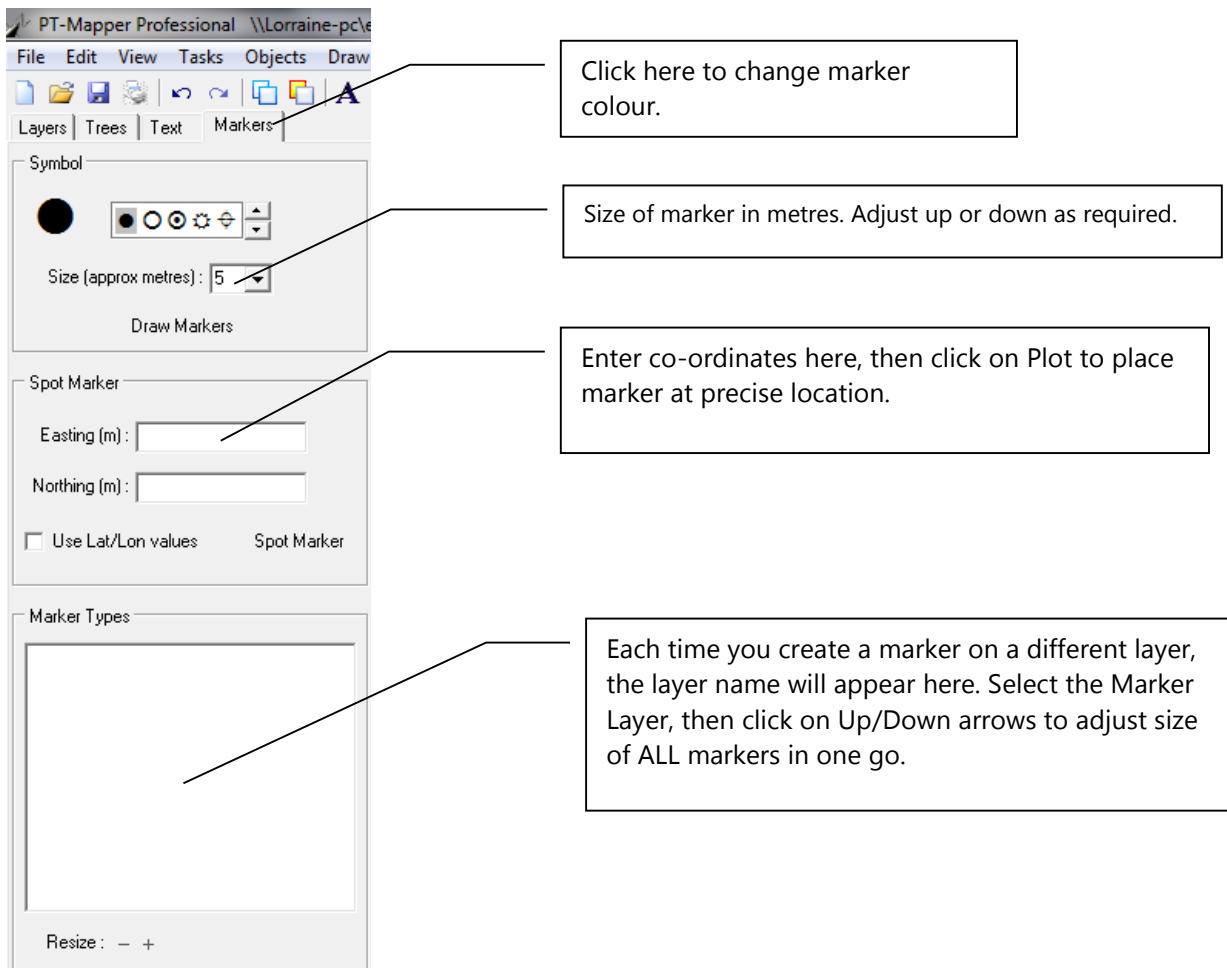 PT-Mapper Professional \\Lorraine-pc\e
File Edit View Tasks Objects Draw
A
Layers Trees Text Markers
Click here to change marker
colour.
Symbol
Size of marker in metres. Adjust up or down as required.
Size (approx metres) : 5
Draw Markers
Enter co-ordinates here, then click on Plot to place
marker at precise location.
Spot Marker
Easting (m) :
Northing (m) :
Use Lat/Lon values Spot Marker
Marker Types
Each time you create a marker on a different layer,
the layer name will appear here. Select the Marker
Layer, then click on Up/Down arrows to adjust size
of ALL markers in one go.
Resize : − +